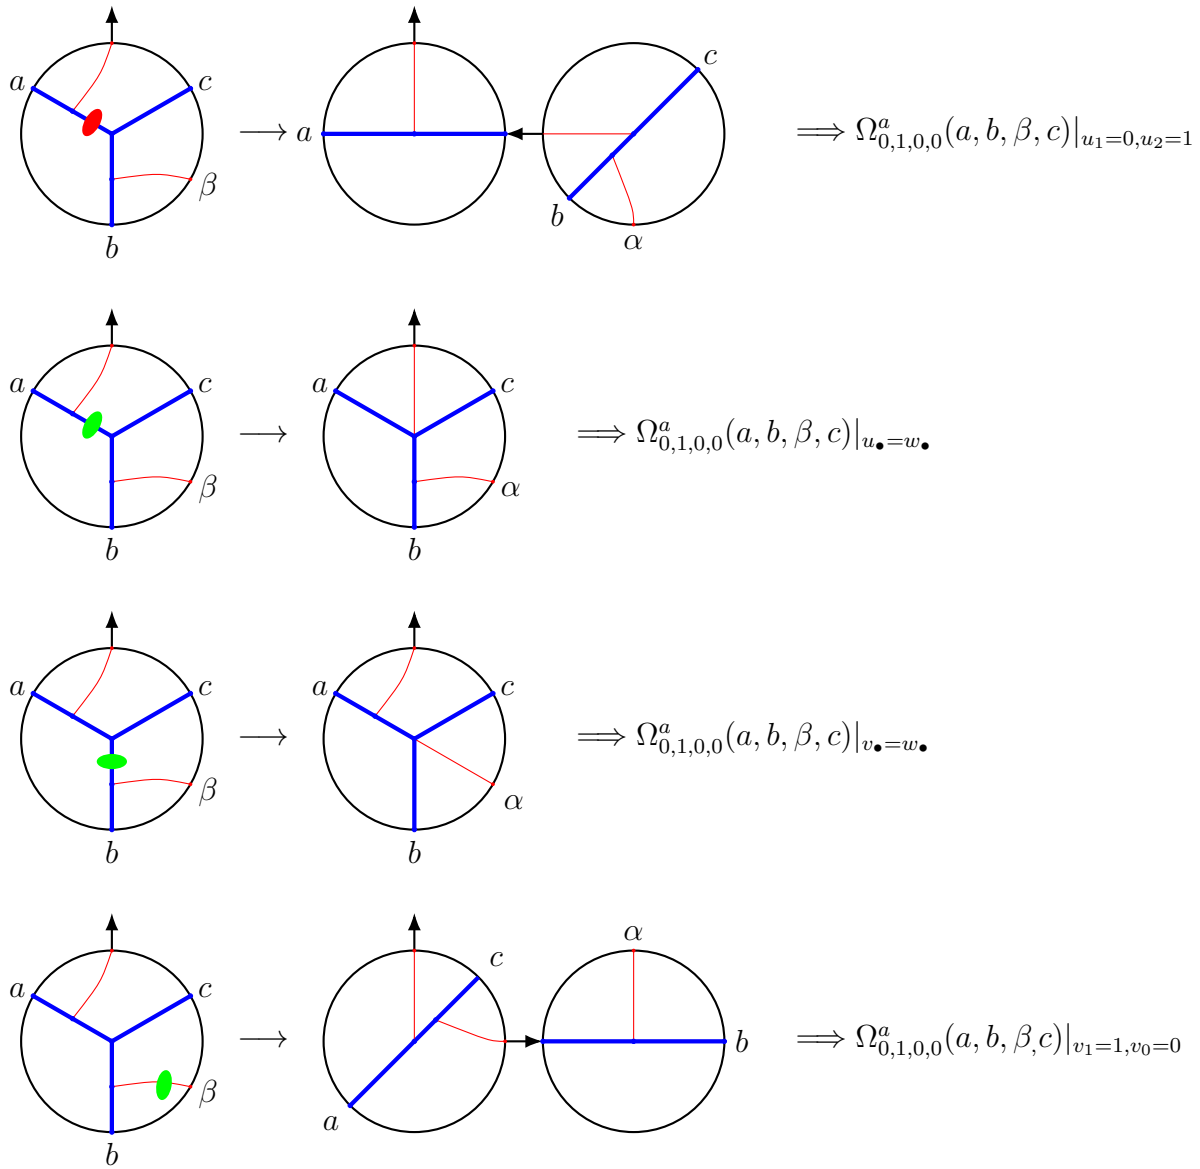 a c β b ⟶ a c b α ⟹ Ω^a_{0,1,0,0}(a, b, β, c)|_{u_1=0,u_2=1}
a c β b ⟶ a c α b ⟹ Ω^a_{0,1,0,0}(a, b, β, c)|_{u_•=w_•}
a c β b ⟶ a c α b ⟹ Ω^a_{0,1,0,0}(a, b, β, c)|_{v_•=w_•}
a c β b ⟶ a c α b ⟹ Ω^a_{0,1,0,0}(a, b, β,c)|_{v_1=1,v_0=0}